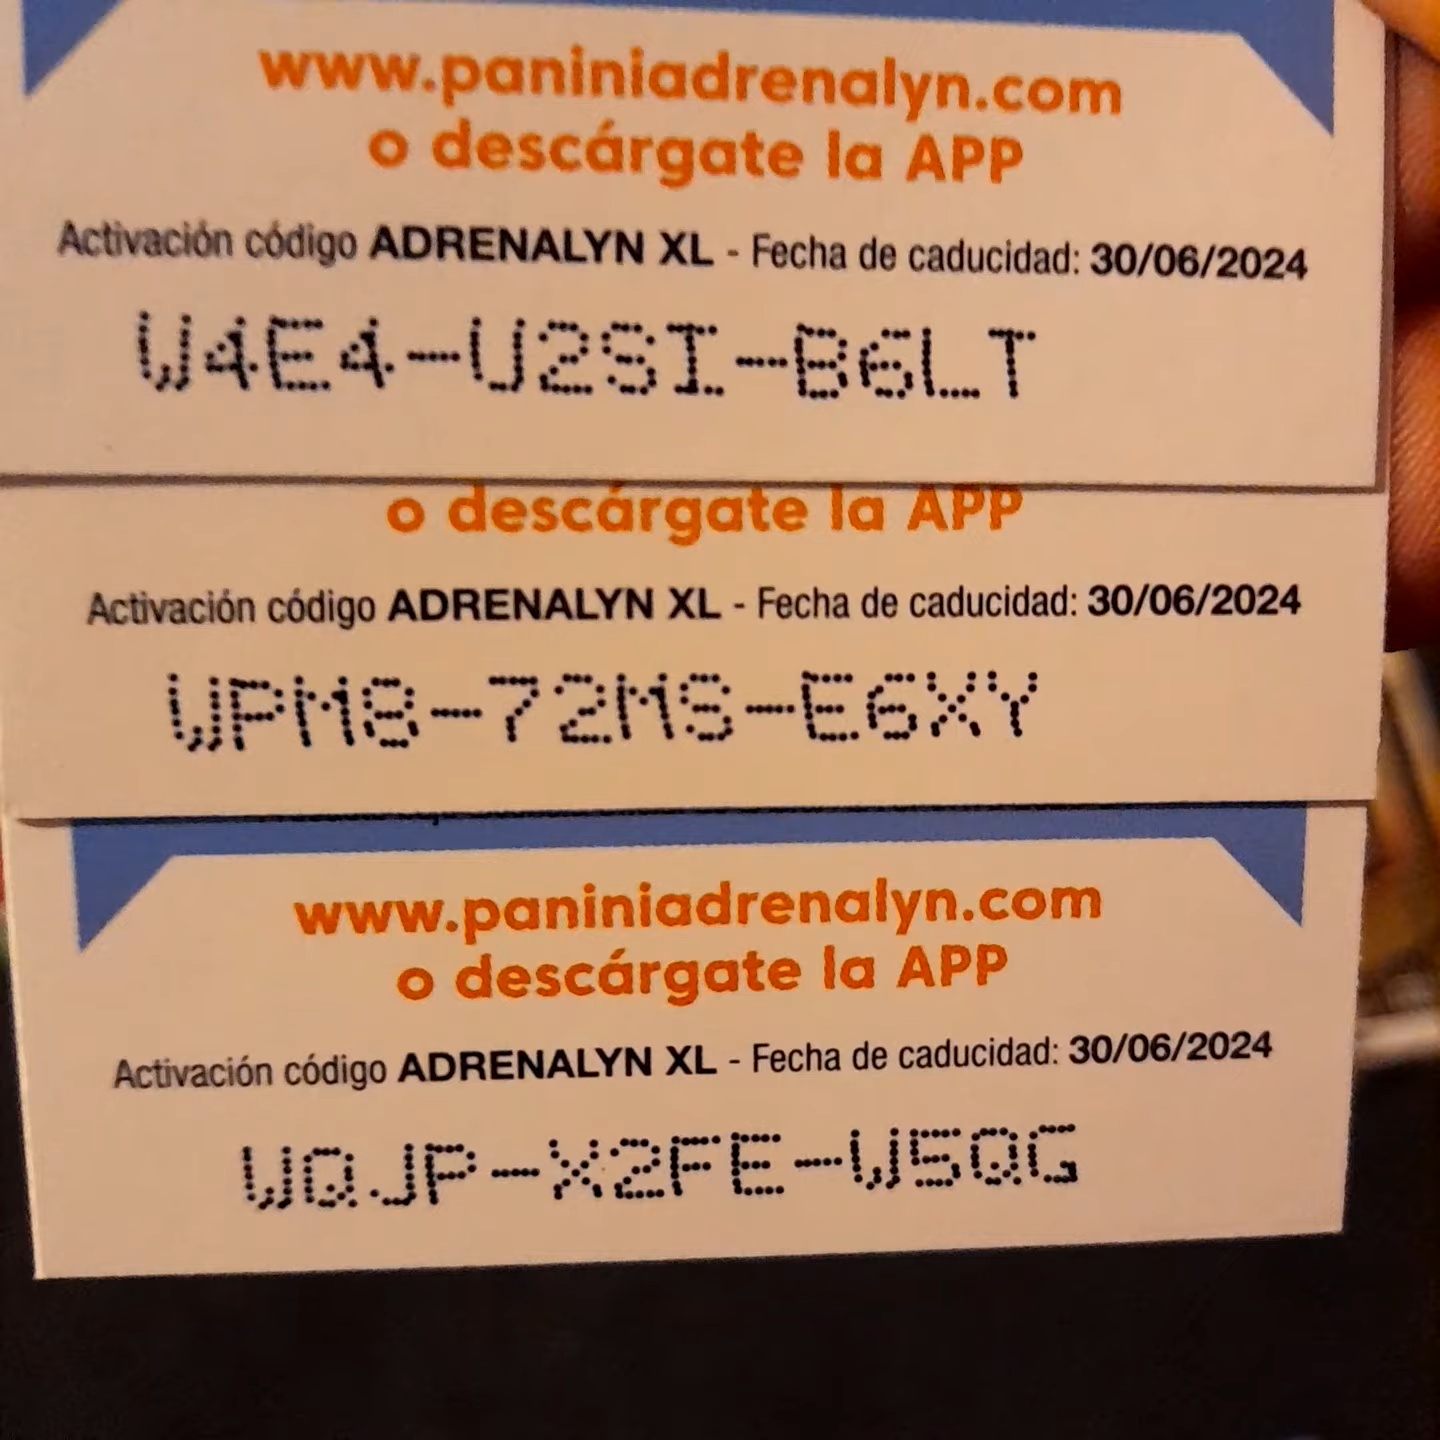 www.paniniadrenalyn.com
o descárgate la APP
Activación código ADRENALYN XL - Fecha de caducidad: 30/06/2024
W4E4-U2SI-B6LT
o descárgate la APP
Activación código ADRENALYN XL - Fecha de caducidad: 30/06/2024
WPM8-72MS-E6XY
www.paniniadrenalyn.com
o descárgate la APP
Activación código ADRENALYN XL - Fecha de caducidad: 30/06/2024
WQJP-X2FE-W5QG